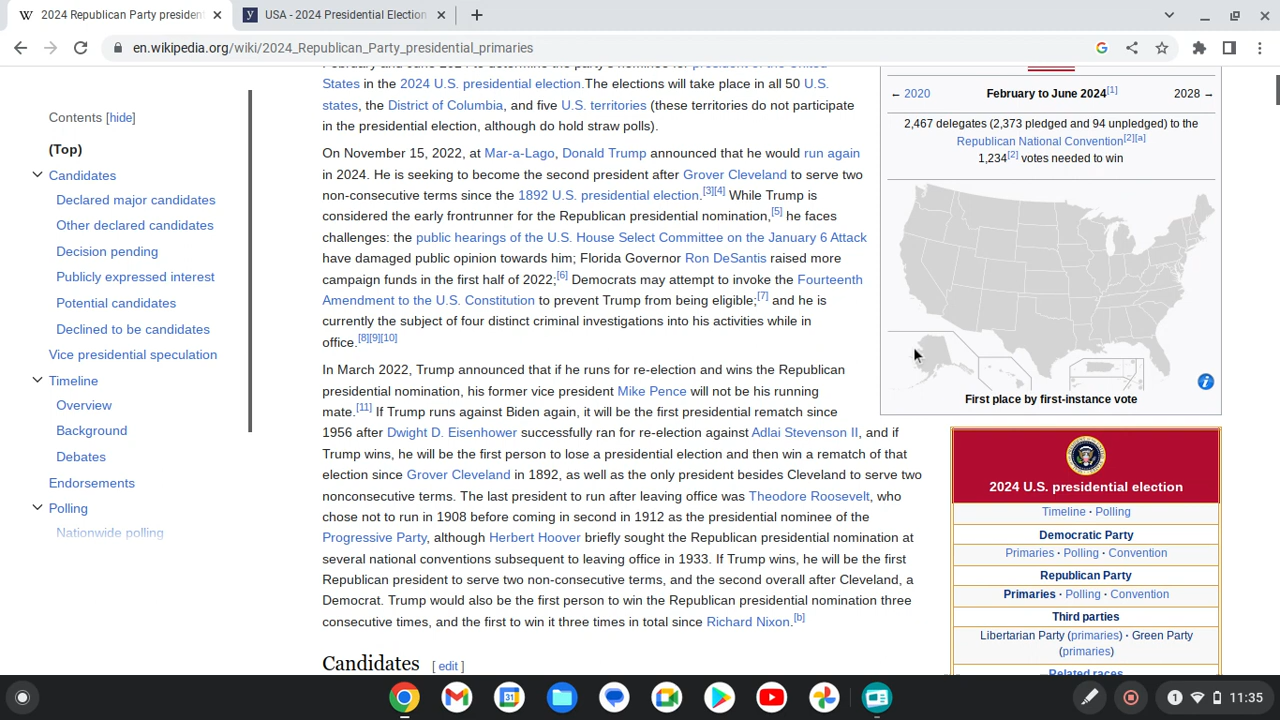 2024 Republican Party president
USA - 2024 Presidential Election
en.wikipedia.org/wiki/2024_Republican_Party_presidential_primaries
Contents [hide]
(Top)
Candidates
Declared major candidates
Other declared candidates
Decision pending
Publicly expressed interest
Potential candidates
Declined to be candidates
Vice presidential speculation
Timeline
Overview
Background
Debates
Endorsements
Polling
Nationwide polling
States in the 2024 U.S. presidential election.The elections will take place in all 50 U.S.
states, the District of Columbia, and five U.S. territories (these territories do not participate
in the presidential election, although do hold straw polls).
On November 15, 2022, at Mar-a-Lago, Donald Trump announced that he would run again
in 2024. He is seeking to become the second president after Grover Cleveland to serve two
non-consecutive terms since the 1892 U.S. presidential election.[3][4] While Trump is
considered the early frontrunner for the Republican presidential nomination,[5] he faces
challenges: the public hearings of the U.S. House Select Committee on the January 6 Attack
have damaged public opinion towards him; Florida Governor Ron DeSantis raised more
campaign funds in the first half of 2022;[6] Democrats may attempt to invoke the Fourteenth
Amendment to the U.S. Constitution to prevent Trump from being eligible;[7] and he is
currently the subject of four distinct criminal investigations into his activities while in
office.[8][9][10]
In March 2022, Trump announced that if he runs for re-election and wins the Republican
presidential nomination, his former vice president Mike Pence will not be his running
mate.[11] If Trump runs against Biden again, it will be the first presidential rematch since
1956 after Dwight D. Eisenhower successfully ran for re-election against Adlai Stevenson II, and if
Trump wins, he will be the first person to lose a presidential election and then win a rematch of that
election since Grover Cleveland in 1892, as well as the only president besides Cleveland to serve two
nonconsecutive terms. The last president to run after leaving office was Theodore Roosevelt, who
chose not to run in 1908 before coming in second in 1912 as the presidential nominee of the
Progressive Party, although Herbert Hoover briefly sought the Republican presidential nomination at
several national conventions subsequent to leaving office in 1933. If Trump wins, he will be the first
Republican president to serve two non-consecutive terms, and the second overall after Cleveland, a
Democrat. Trump would also be the first person to win the Republican presidential nomination three
consecutive times, and the first to win it three times in total since Richard Nixon.[b]
Candidates [ edit ]
← 2020 February to June 2024[1] 2028 →
2,467 delegates (2,373 pledged and 94 unpledged) to the
Republican National Convention[2][a]
1,234[2] votes needed to win
First place by first-instance vote
2024 U.S. presidential election
Timeline · Polling
Democratic Party
Primaries · Polling · Convention
Republican Party
Primaries · Polling · Convention
Third parties
Libertarian Party (primaries) · Green Party
(primaries)
Related races
1 11:35